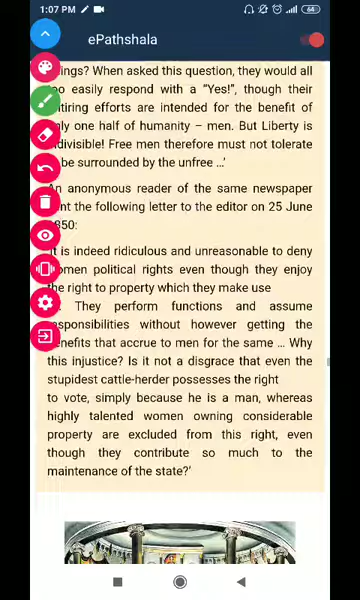 1:07 PM
64
ePathshala
ings? When asked this question, they would all
easily respond with a "Yes!", though their
tiring efforts are intended for the benefit of
ly one half of humanity – men. But Liberty is
divisible! Free men therefore must not tolerate
be surrounded by the unfree ...'
An anonymous reader of the same newspaper
nt the following letter to the editor on 25 June
850:
is indeed ridiculous and unreasonable to deny
omen political rights even though they enjoy
the right to property which they make use
They perform functions and assume
esponsibilities without however getting the
enefits that accrue to men for the same ... Why
this injustice? Is it not a disgrace that even the
stupidest cattle-herder possesses the right
to vote, simply because he is a man, whereas
highly talented women owning considerable
property are excluded from this right, even
though they contribute so much to the
maintenance of the state?'